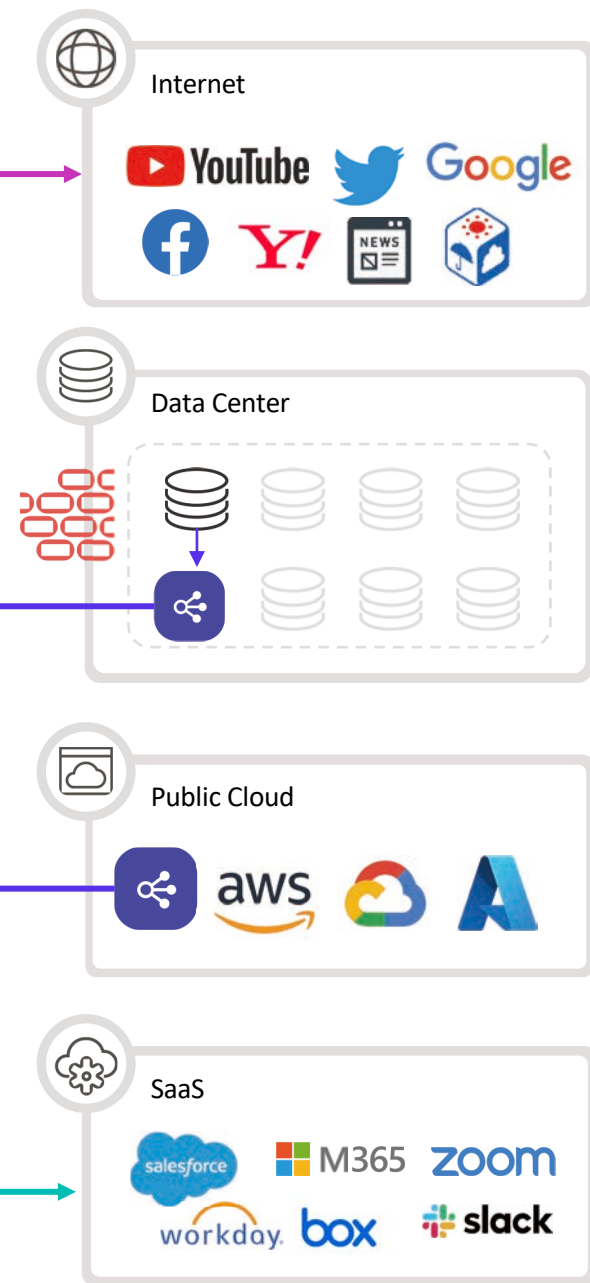 Internet
YouTube
Google
Y!
NEWS
Data Center
Public Cloud
aws
SaaS
salesforce
M365
zoom
workday.
box
slack